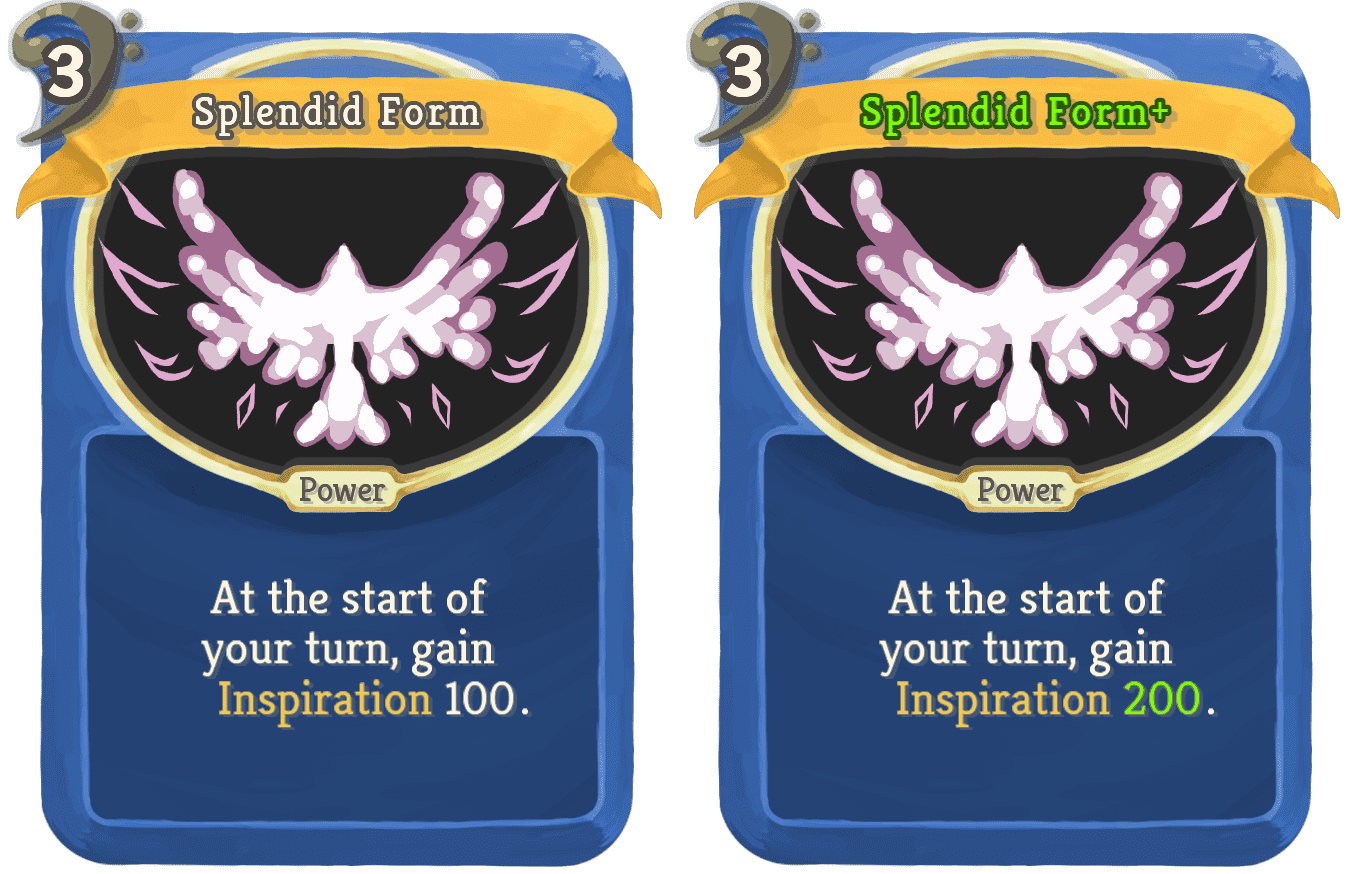 3
Splendid Form
Power
At the start of
your turn, gain
Inspiration 100.
3
Splendid Form+
Power
At the start of
your turn, gain
Inspiration 200.